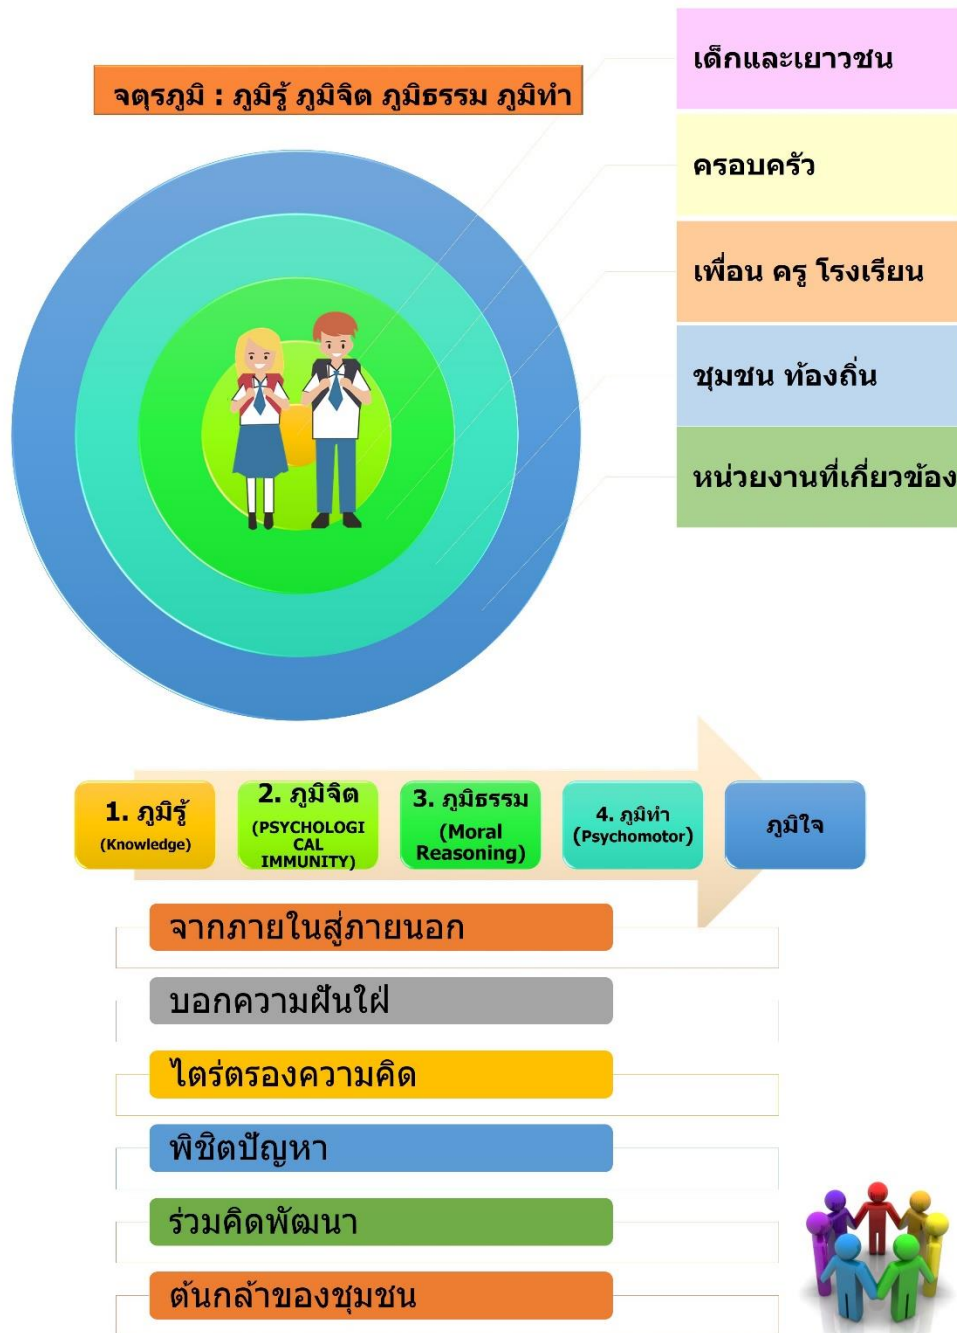 จตุรภูมิ : ภูมิรู้ ภูมิจิต ภูมิธรรม ภูมิทำ
เด็กและเยาวชน
ครอบครัว
เพื่อน ครู โรงเรียน
ชุมชน ท้องถิ่น
หน่วยงานที่เกี่ยวข้อง
1. ภูมิรู้
(Knowledge)
2. ภูมิจิต
(PSYCHOLOGI
CAL
IMMUNITY)
3. ภูมิธรรม
(Moral
Reasoning)
4. ภูมิทำ
(Psychomotor)
ภูมิใจ
จากภายในสู่ภายนอก
บอกความฝันใฝ่
ไตร่ตรองความคิด
พิชิตปัญหา
ร่วมคิดพัฒนา
ต้นกล้าของชุมชน